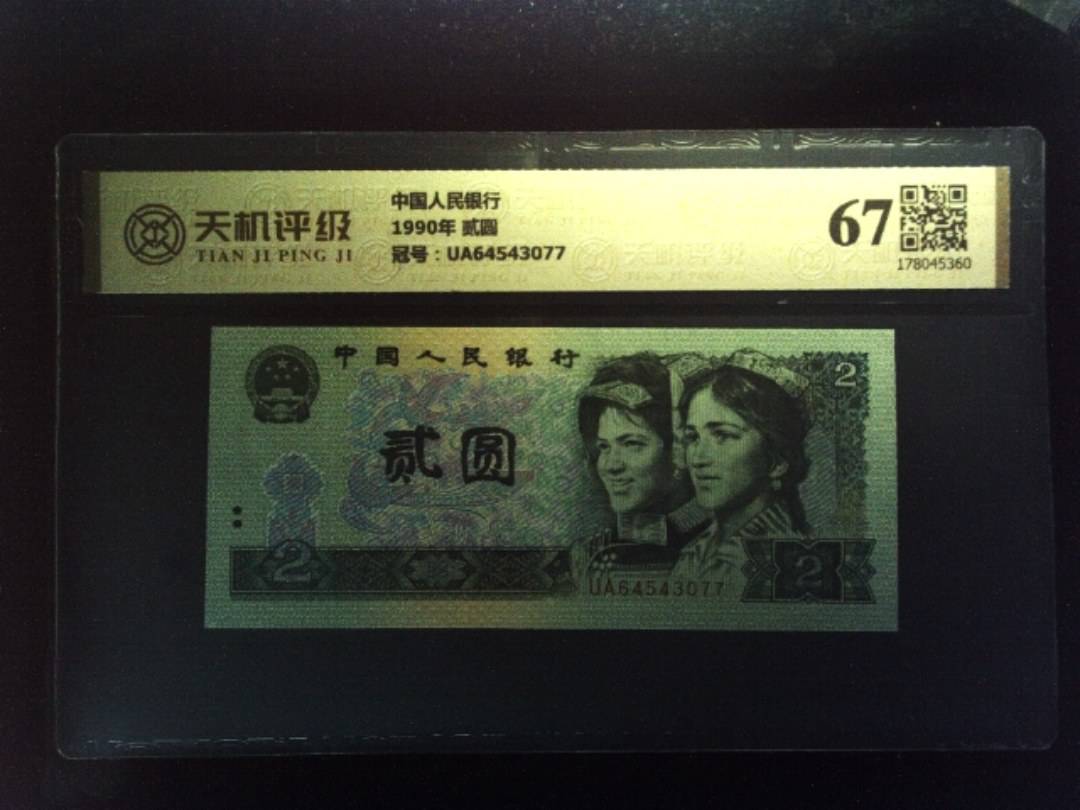 天机评级
TIAN JI PING JI
中国人民银行
1990年 贰圆
冠号：UA64543077
67
178045360
中国人民银行
2
贰圆
2
UA64543077
2